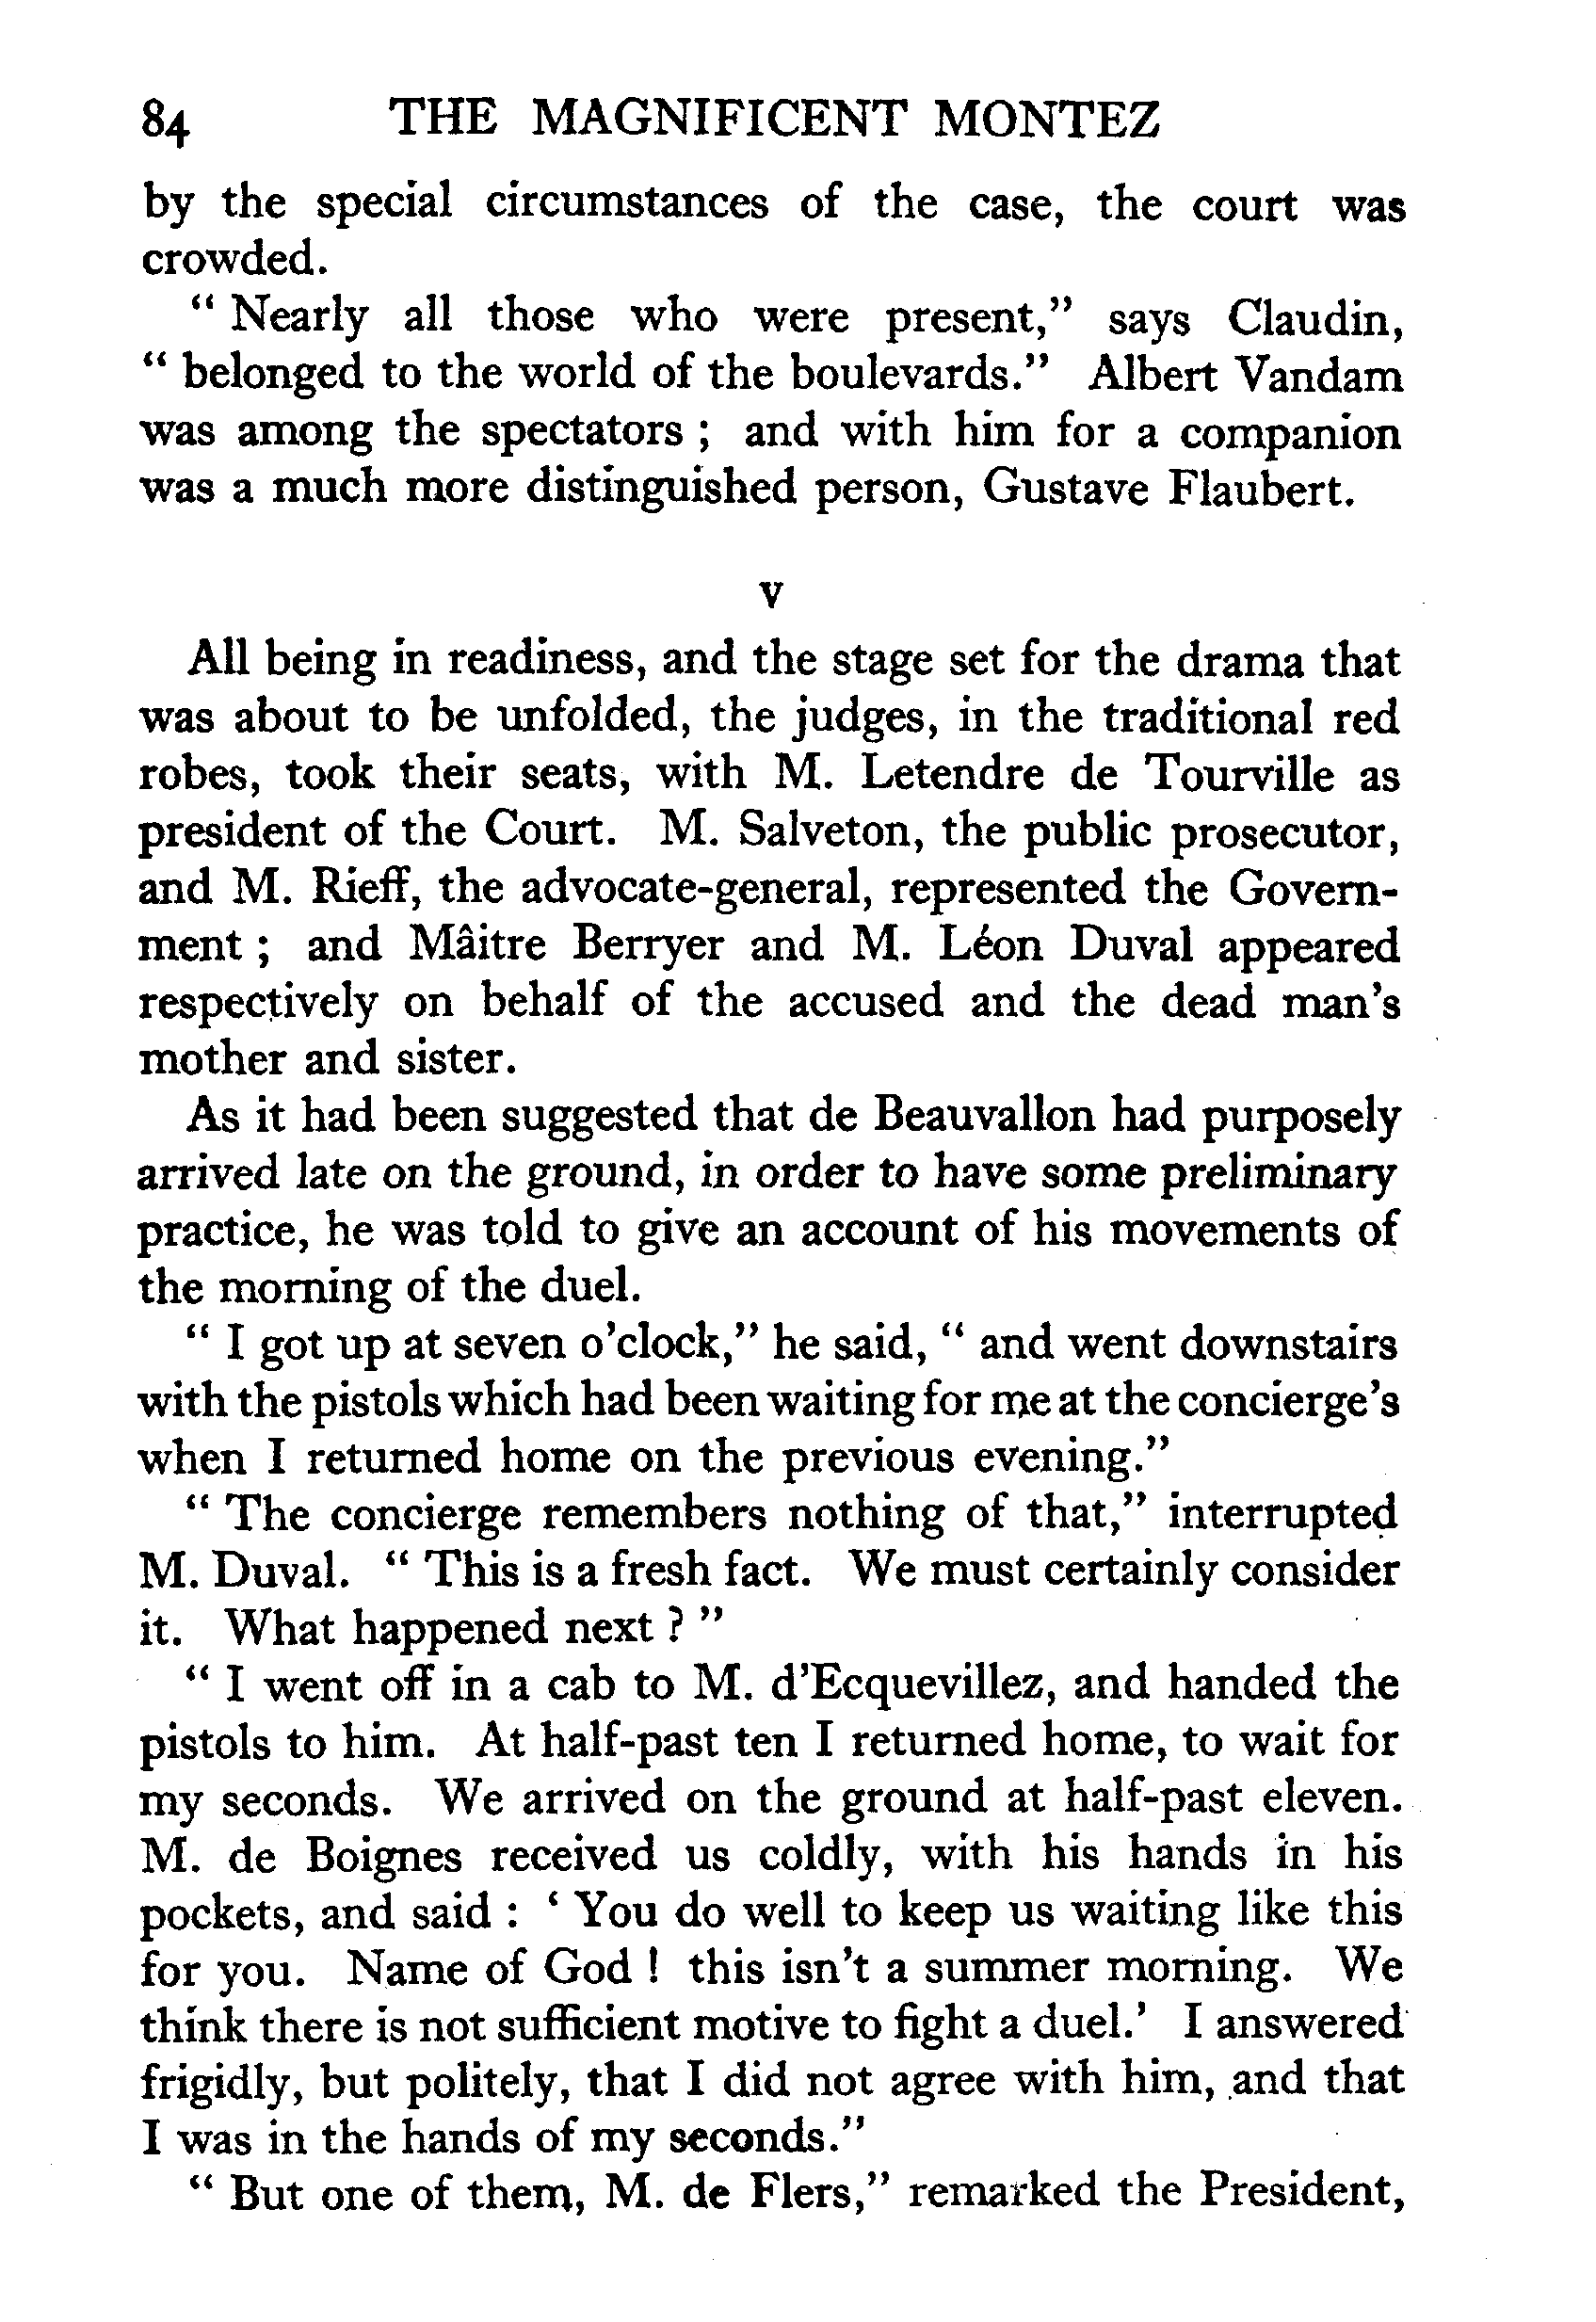 84 THE MAGNIFICENT MONTEZ
by the special circumstances of the case, the court was
crowded.
“ Nearly all those who were present,” says Claudin,
“ belonged to the world of the boulevards.” Albert Vandam
was among the spectators ; and with him for a companion
was a much more distinguished person, Gustave Flaubert.
V
All being in readiness, and the stage set for the drama that
was about to be unfolded, the judges, in the traditional red
robes, took their seats, with M. Letendre de Tourville as
president of the Court. M. Salveton, the public prosecutor,
and M. Rieff, the advocate-general, represented the Govern-
ment ; and Mâitre Berryer and M. Léon Duval appeared
respectively on behalf of the accused and the dead man’s
mother and sister.
As it had been suggested that de Beauvallon had purposely
arrived late on the ground, in order to have some preliminary
practice, he was told to give an account of his movements of
the morning of the duel.
“ I got up at seven o’clock,” he said, “ and went downstairs
with the pistols which had been waiting for me at the concierge’s
when I returned home on the previous evening.”
“ The concierge remembers nothing of that,” interrupted
M. Duval. “ This is a fresh fact. We must certainly consider
it. What happened next ? ”
“ I went off in a cab to M. d’Ecquevillez, and handed the
pistols to him. At half-past ten I returned home, to wait for
my seconds. We arrived on the ground at half-past eleven.
M. de Boignes received us coldly, with his hands in his
pockets, and said : ‘ You do well to keep us waiting like this
for you. Name of God ! this isn’t a summer morning. We
think there is not sufficient motive to fight a duel.’ I answered
frigidly, but politely, that I did not agree with him, and that
I was in the hands of my seconds.”
“ But one of them, M. de Flers,” remarked the President,